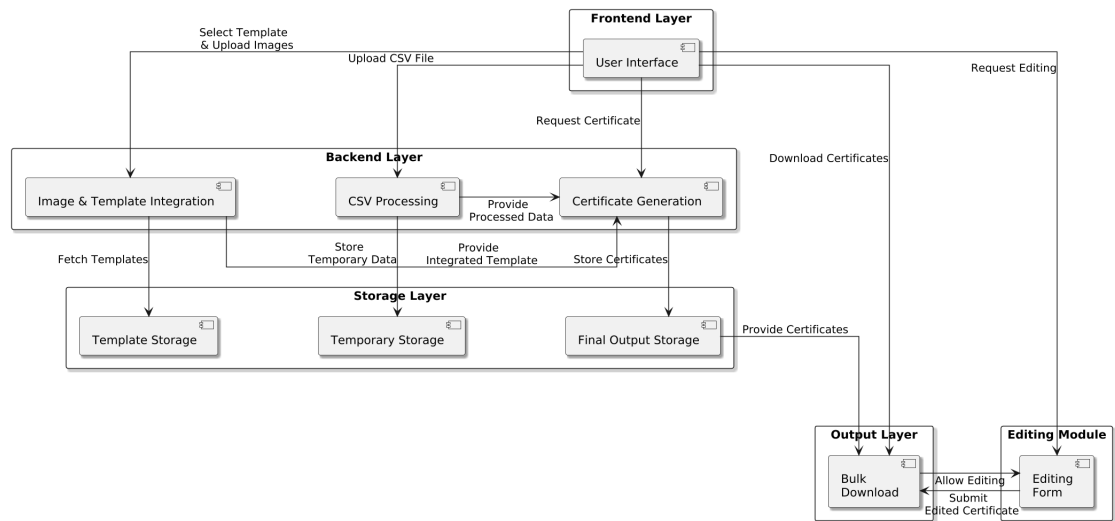 Frontend Layer
User Interface
Select Template
& Upload Images
Upload CSV File
Request Editing
Request Certificate
Download Certificates
Backend Layer
Image & Template Integration
CSV Processing
Certificate Generation
Provide
Processed Data
Fetch Templates
Store
Temporary Data
Provide
Integrated Template
Store Certificates
Storage Layer
Template Storage
Temporary Storage
Final Output Storage
Provide Certificates
Output Layer
Bulk
Download
Editing Module
Editing
Form
Allow Editing
Submit
Edited Certificate